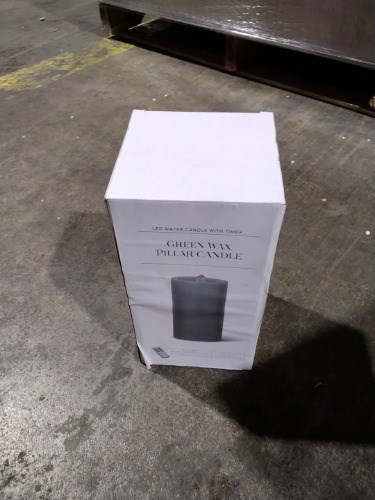 LED WATER CANDLE WITH TIMER
GREEN WAX
PILLAR CANDLE